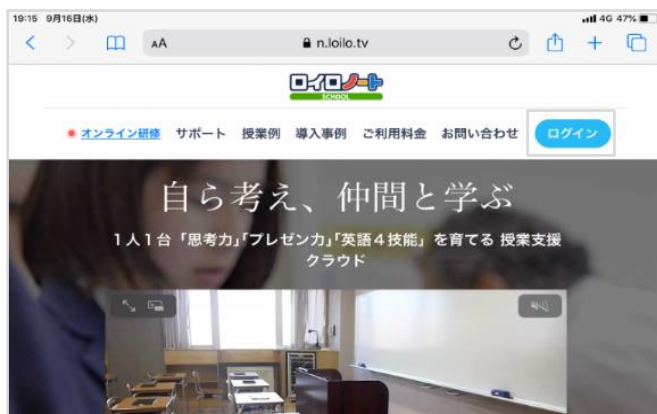 19:15 9月16日(水) 4G 47%
AA n.loilo.tv
ロイロノート
SCHOOL
オンライン研修 サポート 授業例 導入事例 ご利用料金 お問い合わせ ログイン
自ら考え、仲間と学ぶ
1人1台「思考力」「プレゼン力」「英語4技能」を育てる 授業支援
クラウド